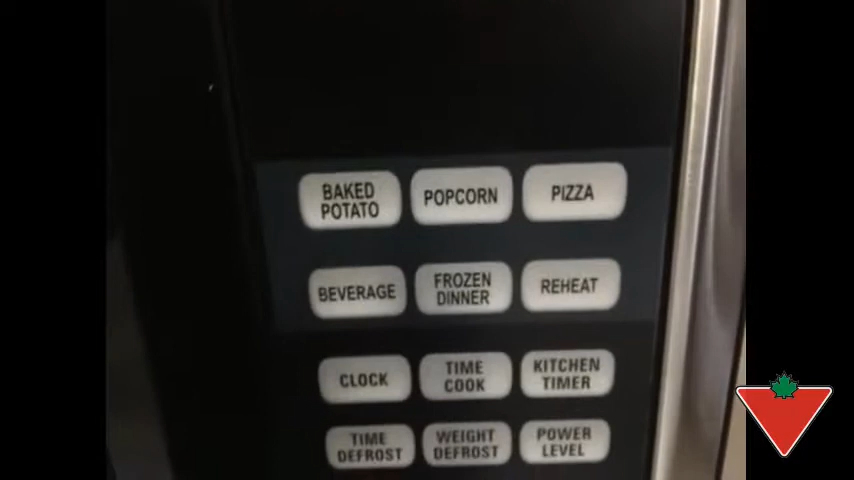 BAKED
POTATO
POPCORN
PIZZA
BEVERAGE
FROZEN
DINNER
REHEAT
CLOCK
TIME
COOK
KITCHEN
TIMER
TIME
DEFROST
WEIGHT
DEFROST
POWER
LEVEL